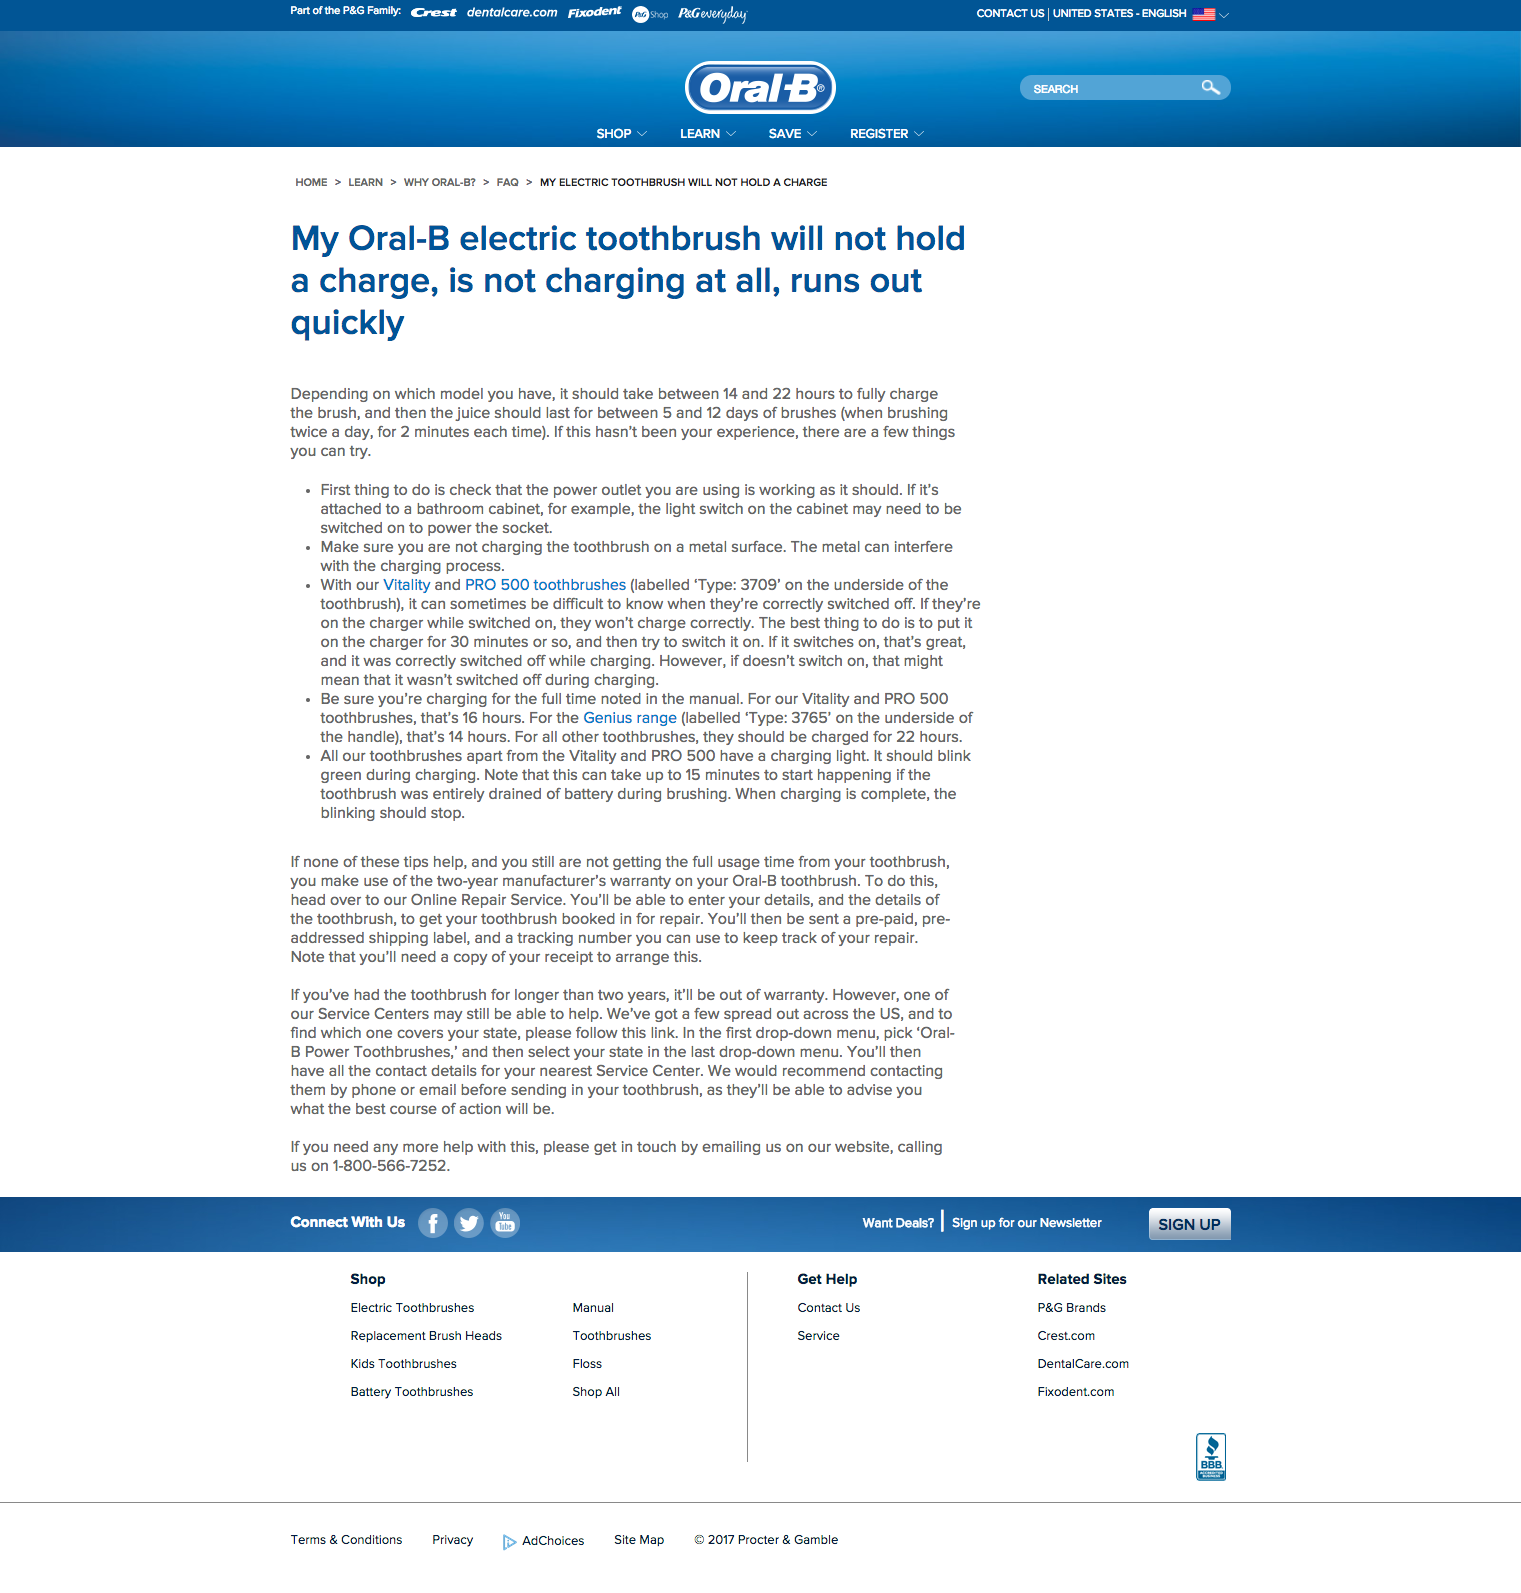 Part of the P&G Family: Crest dentalcare.com Fixodent P&G Shop P&G everyday
CONTACT US | UNITED STATES - ENGLISH
Oral-B®
SEARCH
SHOP LEARN SAVE REGISTER
HOME > LEARN > WHY ORAL-B? > FAQ > MY ELECTRIC TOOTHBRUSH WILL NOT HOLD A CHARGE
My Oral-B electric toothbrush will not hold
a charge, is not charging at all, runs out
quickly
Depending on which model you have, it should take between 14 and 22 hours to fully charge
the brush, and then the juice should last for between 5 and 12 days of brushes (when brushing
twice a day, for 2 minutes each time). If this hasn’t been your experience, there are a few things
you can try.
• First thing to do is check that the power outlet you are using is working as it should. If it’s
attached to a bathroom cabinet, for example, the light switch on the cabinet may need to be
switched on to power the socket.
• Make sure you are not charging the toothbrush on a metal surface. The metal can interfere
with the charging process.
• With our Vitality and PRO 500 toothbrushes (labelled ‘Type: 3709’ on the underside of the
toothbrush), it can sometimes be difficult to know when they’re correctly switched off. If they’re
on the charger while switched on, they won’t charge correctly. The best thing to do is to put it
on the charger for 30 minutes or so, and then try to switch it on. If it switches on, that’s great,
and it was correctly switched off while charging. However, if doesn’t switch on, that might
mean that it wasn’t switched off during charging.
• Be sure you’re charging for the full time noted in the manual. For our Vitality and PRO 500
toothbrushes, that’s 16 hours. For the Genius range (labelled ‘Type: 3765’ on the underside of
the handle), that’s 14 hours. For all other toothbrushes, they should be charged for 22 hours.
• All our toothbrushes apart from the Vitality and PRO 500 have a charging light. It should blink
green during charging. Note that this can take up to 15 minutes to start happening if the
toothbrush was entirely drained of battery during brushing. When charging is complete, the
blinking should stop.
If none of these tips help, and you still are not getting the full usage time from your toothbrush,
you make use of the two-year manufacturer’s warranty on your Oral-B toothbrush. To do this,
head over to our Online Repair Service. You’ll be able to enter your details, and the details of
the toothbrush, to get your toothbrush booked in for repair. You’ll then be sent a pre-paid, pre-
addressed shipping label, and a tracking number you can use to keep track of your repair.
Note that you’ll need a copy of your receipt to arrange this.
If you’ve had the toothbrush for longer than two years, it’ll be out of warranty. However, one of
our Service Centers may still be able to help. We’ve got a few spread out across the US, and to
find which one covers your state, please follow this link. In the first drop-down menu, pick ‘Oral-
B Power Toothbrushes,’ and then select your state in the last drop-down menu. You’ll then
have all the contact details for your nearest Service Center. We would recommend contacting
them by phone or email before sending in your toothbrush, as they’ll be able to advise you
what the best course of action will be.
If you need any more help with this, please get in touch by emailing us on our website, calling
us on 1-800-566-7252.
Connect With Us
You
Tube
Want Deals? | Sign up for our Newsletter
SIGN UP
Shop
Electric Toothbrushes
Replacement Brush Heads
Kids Toothbrushes
Battery Toothbrushes
Manual
Toothbrushes
Floss
Shop All
Get Help
Contact Us
Service
Related Sites
P&G Brands
Crest.com
DentalCare.com
Fixodent.com
BBB
ACCREDITED
BUSINESS
Terms & Conditions Privacy AdChoices Site Map © 2017 Procter & Gamble